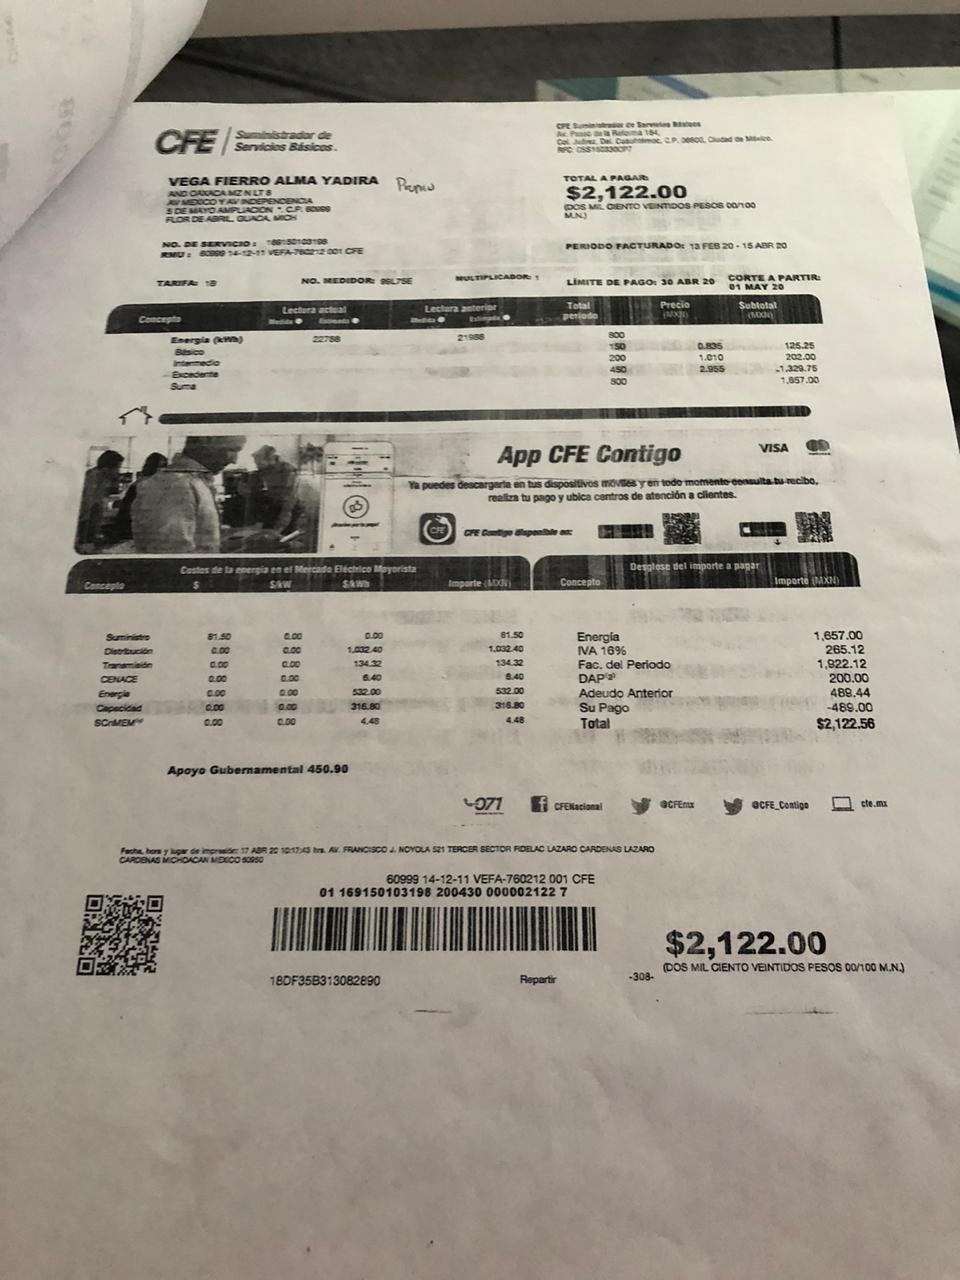 CFE Suministrador de
Servicios Básicos.
CFE Suministrador de Servicios Básicos
Av. Paseo de la Reforma 164,
Col. Juárez, Del. Cuauhtémoc, C.P. 06600, Ciudad de México.
RFC: CSS160330CP7
VEGA FIERRO ALMA YADIRA
AND OAXACA MZ N LT 8
AV MEXICO Y AV INDEPENDENCIA
5 DE MAYO AMPLIACION *, C.P. 60999
FLOR DE ABRIL, GUACA, MICH
TOTAL A PAGAR:
$2,122.00
(DOS MIL CIENTO VEINTIDOS PESOS 00/100
M.N.)
NO. DE SERVICIO : 169150103198
RMU : 60999 14-12-11 VEFA-760212 001 CFE
PERIODO FACTURADO: 13 FEB 20 - 15 ABR 20
TARIFA: 1B NO. MEDIDOR: 99L75E MULTIPLICADOR: 1 LÍMITE DE PAGO: 30 ABR 20 CORTE A PARTIR:
01 MAY 20
Concepto Lectura actual Lectura anterior Total periodo Precio (MXN) Subtotal (MXN)
Medida Estimada Medida Estimada
Energía (kWh) 22788 21988 800
Básico 150 0.835 125.25
Intermedio 200 1.010 202.00
Excedente 450 2.955 1,329.75
Suma 800 1,657.00
App CFE Contigo VISA
Ya puedes descargarla en tus dispositivos móviles y en todo momento consulta tu recibo,
realiza tu pago y ubica centros de atención a clientes.
CFE CFE Contigo disponible en:
Costos de la energía en el Mercado Eléctrico Mayorista
Concepto $ $/kW $/kWh Importe (MXN)
Suministro 81.50 0.00 0.00 81.50
Distribución 0.00 0.00 1,032.40 1,032.40
Transmisión 0.00 0.00 134.32 134.32
CENACE 0.00 0.00 6.40 6.40
Energía 0.00 0.00 532.00 532.00
Capacidad 0.00 0.00 316.80 316.80
SCnMEM 0.00 0.00 4.48 4.48
Desglose del importe a pagar
Concepto Importe (MXN)
Energía 1,657.00
IVA 16% 265.12
Fac. del Periodo 1,922.12
DAP(2) 200.00
Adeudo Anterior 489.44
Su Pago -489.00
Total $2,122.56
Apoyo Gubernamental 450.90
071 CFENacional @CFEmx @CFE_Contigo cfe.mx
Fecha, hora y lugar de impresión: 17 ABR 20 10:17:43 hrs. AV. FRANCISCO J. NOYOLA 521 TERCER SECTOR FIDELAC LAZARO CARDENAS LAZARO
CARDENAS MICHOACAN MEXICO 60950
60999 14-12-11 VEFA-760212 001 CFE
01 169150103198 200430 000002122 7
$2,122.00
(DOS MIL CIENTO VEINTIDOS PESOS 00/100 M.N.)
18DF35B313082890 Repartir -308-